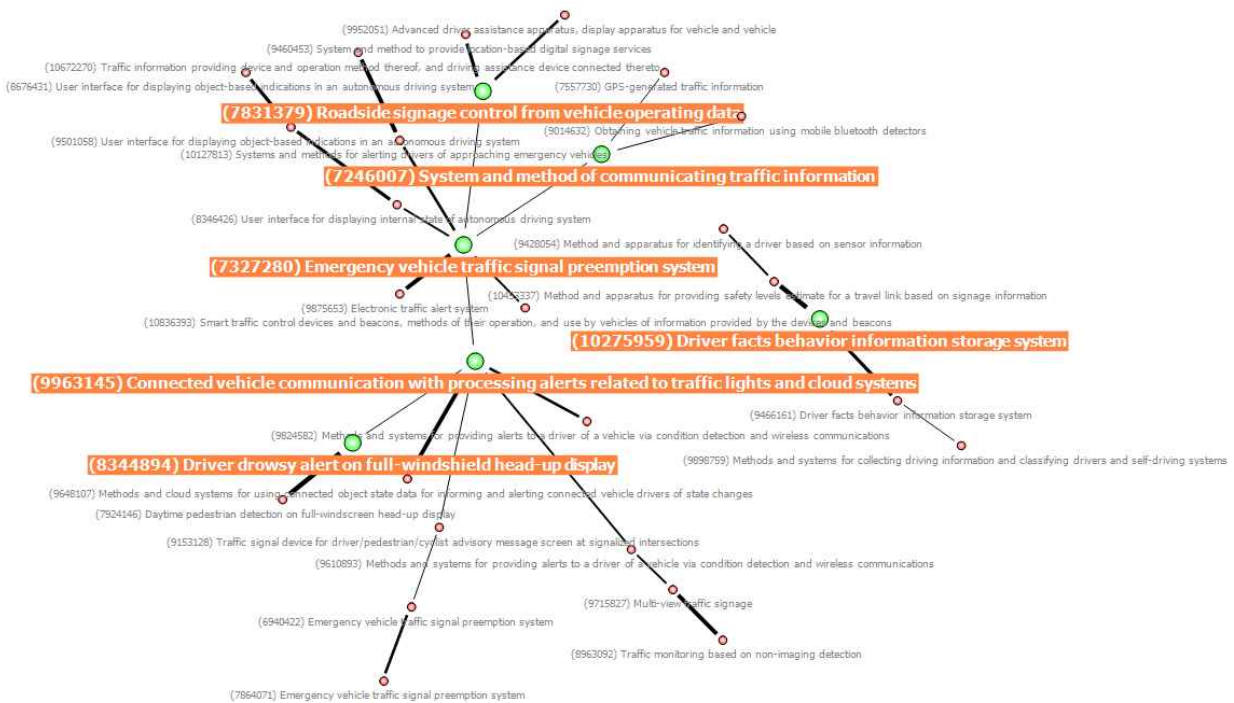 (9952051) Advanced driver assistance apparatus, display apparatus for vehicle and vehicle
(9460453) System and method to provide location-based digital signage services
(10672270) Traffic information providing device and operation method thereof, and driving assistance device connected thereto
(8676431) User interface for displaying object-based indications in an autonomous driving system
(7557730) GPS-generated traffic information
(7831379) Roadside signage control from vehicle operating data
(9014632) Obtaining vehicle traffic information using mobile bluetooth detectors
(9501058) User interface for displaying object-based indications in an autonomous driving system
(10127813) Systems and methods for alerting drivers of approaching emergency vehicles
(7246007) System and method of communicating traffic information
(8346426) User interface for displaying internal state of autonomous driving system
(9428054) Method and apparatus for identifying a driver based on sensor information
(7327280) Emergency vehicle traffic signal preemption system
(10453337) Method and apparatus for providing safety levels estimate for a travel link based on signage information
(9875653) Electronic traffic alert system
(10836393) Smart traffic control devices and beacons, methods of their operation, and use by vehicles of information provided by the devices and beacons
(10275959) Driver facts behavior information storage system
(9963145) Connected vehicle communication with processing alerts related to traffic lights and cloud systems
(9466161) Driver facts behavior information storage system
(9824582) Methods and systems for providing alerts to a driver of a vehicle via condition detection and wireless communications
(9898759) Methods and systems for collecting driving information and classifying drivers and self-driving systems
(8344894) Driver drowsy alert on full-windshield head-up display
(9648107) Methods and cloud systems for using connected object state data for informing and alerting connected vehicle drivers of state changes
(7924146) Daytime pedestrian detection on full-windscreen head-up display
(9153128) Traffic signal device for driver/pedestrian/cyclist advisory message screen at signalized intersections
(9610893) Methods and systems for providing alerts to a driver of a vehicle via condition detection and wireless communications
(9715827) Multi-view traffic signage
(6940422) Emergency vehicle traffic signal preemption system
(8963092) Traffic monitoring based on non-imaging detection
(7864071) Emergency vehicle traffic signal preemption system